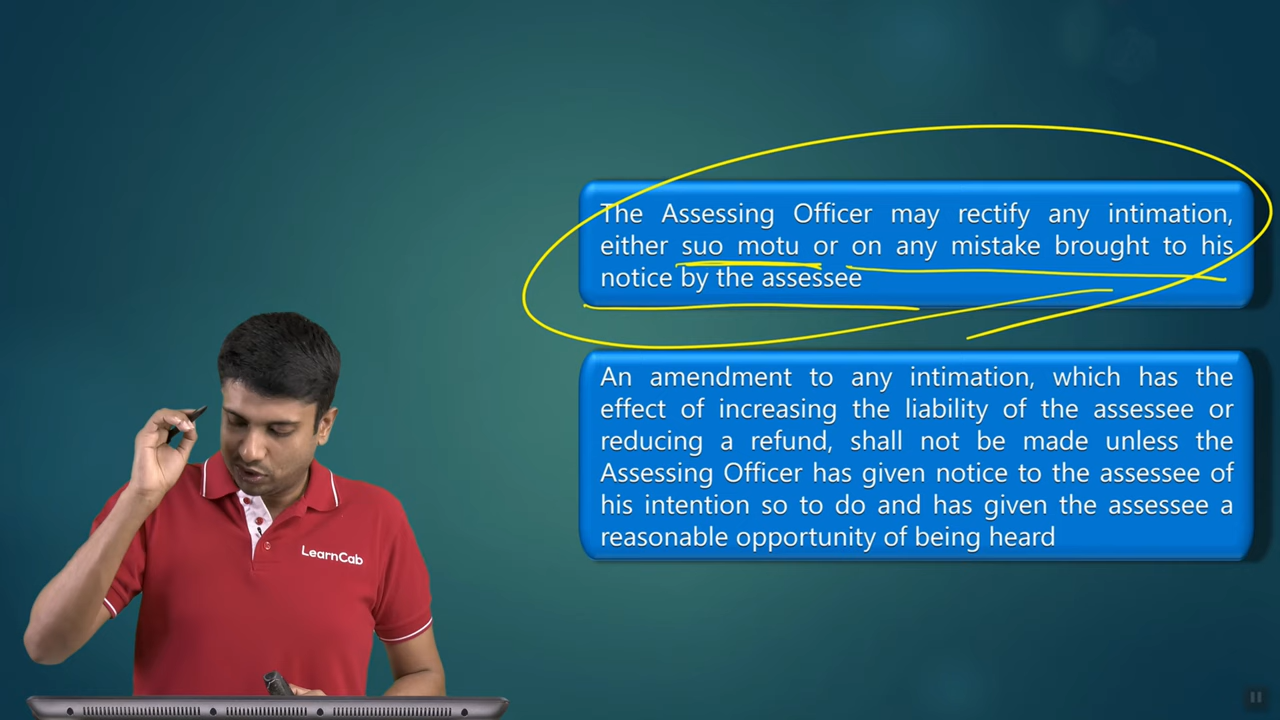 The Assessing Officer may rectify any intimation,
either suo motu or on any mistake brought to his
notice by the assessee
An amendment to any intimation, which has the
effect of increasing the liability of the assessee or
reducing a refund, shall not be made unless the
Assessing Officer has given notice to the assessee of
his intention so to do and has given the assessee a
reasonable opportunity of being heard
LearnCab